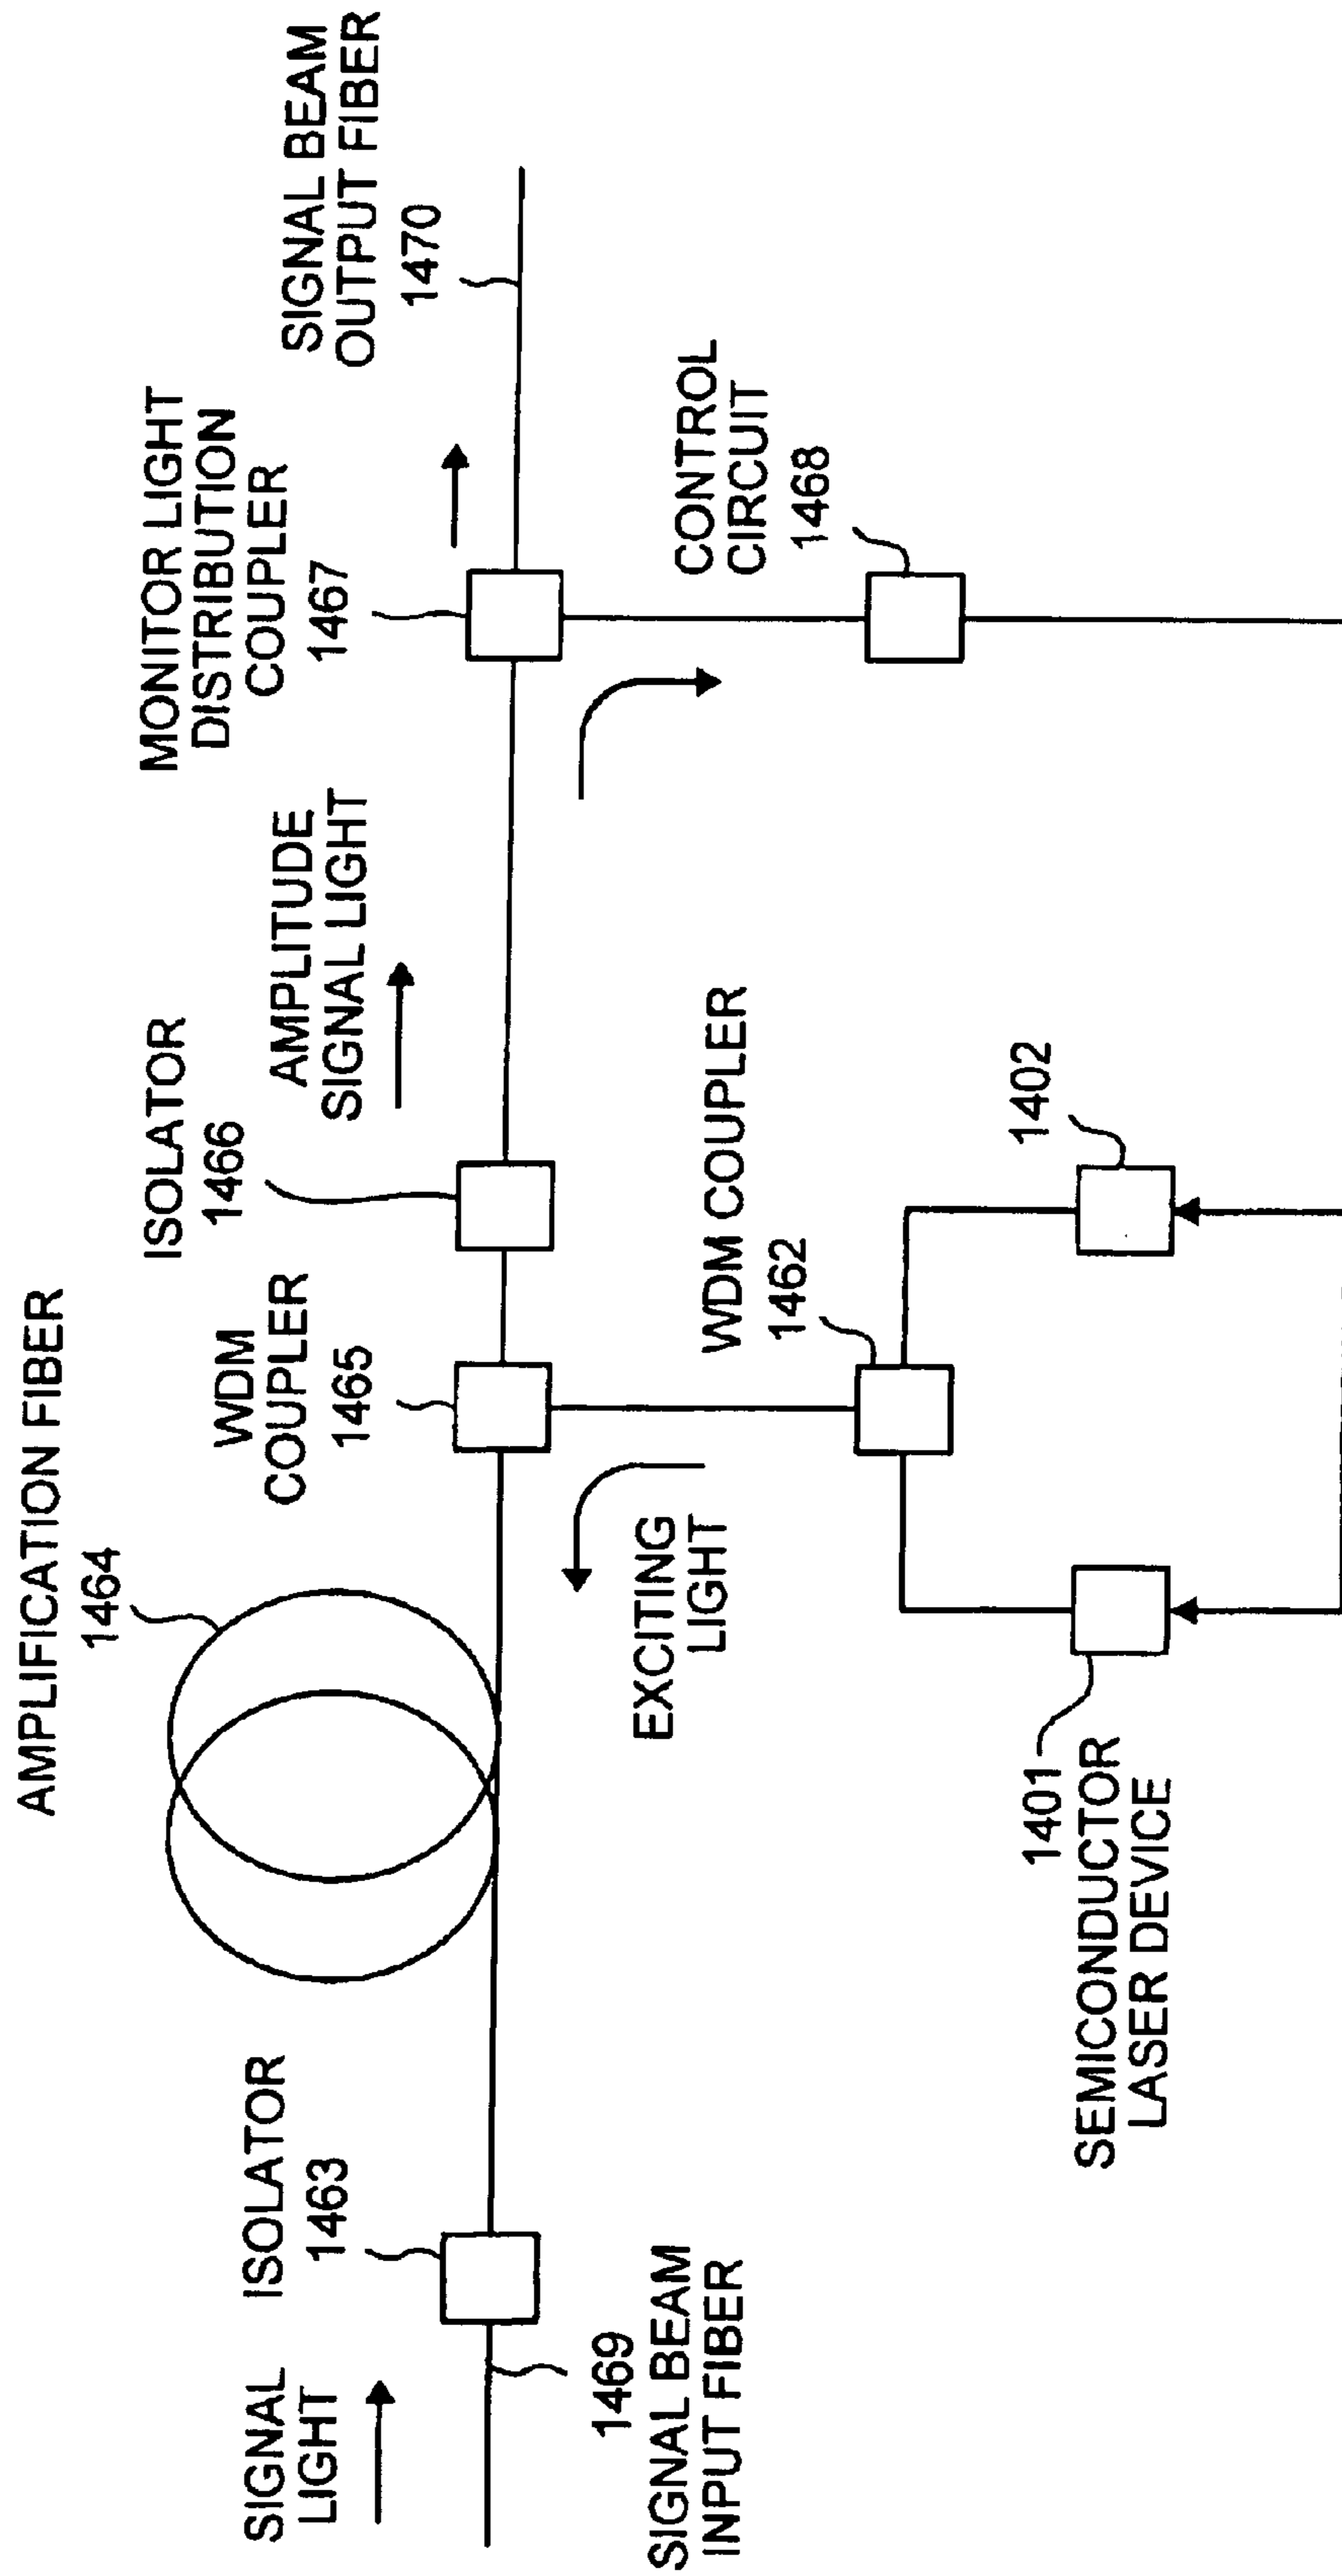 AMPLIFICATION FIBER
1464
SIGNAL
LIGHT
ISOLATOR
1463
WDM
COUPLER
1465
ISOLATOR
1466
AMPLITUDE
SIGNAL LIGHT
MONITOR LIGHT
DISTRIBUTION
COUPLER
1467
SIGNAL BEAM
OUTPUT FIBER
1470
1469
SIGNAL BEAM
INPUT FIBER
EXCITING
LIGHT
WDM COUPLER
1462
CONTROL
CIRCUIT
1468
1401
SEMICONDUCTOR
LASER DEVICE
1402